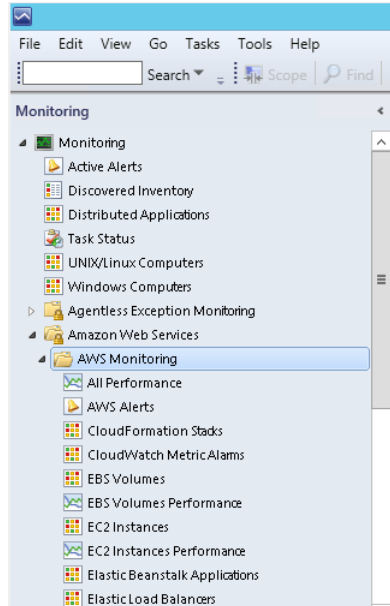 File Edit View Go Tasks Tools Help
Search Scope Find
Monitoring
Monitoring
Active Alerts
Discovered Inventory
Distributed Applications
Task Status
UNIX/Linux Computers
Windows Computers
Agentless Exception Monitoring
Amazon Web Services
AWS Monitoring
All Performance
AWS Alerts
CloudFormation Stacks
CloudWatch Metric Alarms
EBS Volumes
EBS Volumes Performance
EC2 Instances
EC2 Instances Performance
Elastic Beanstalk Applications
Elastic Load Balancers